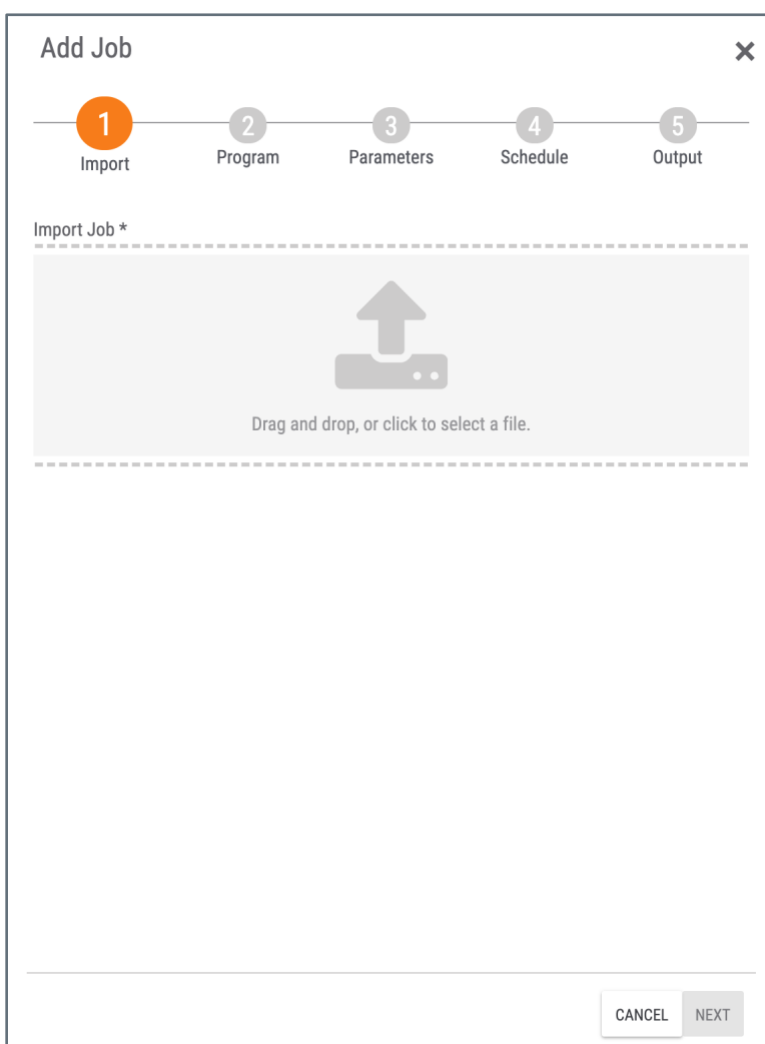 Add Job
1 2 3 4 5
Import Program Parameters Schedule Output
Import Job *
Drag and drop, or click to select a file.
CANCEL NEXT